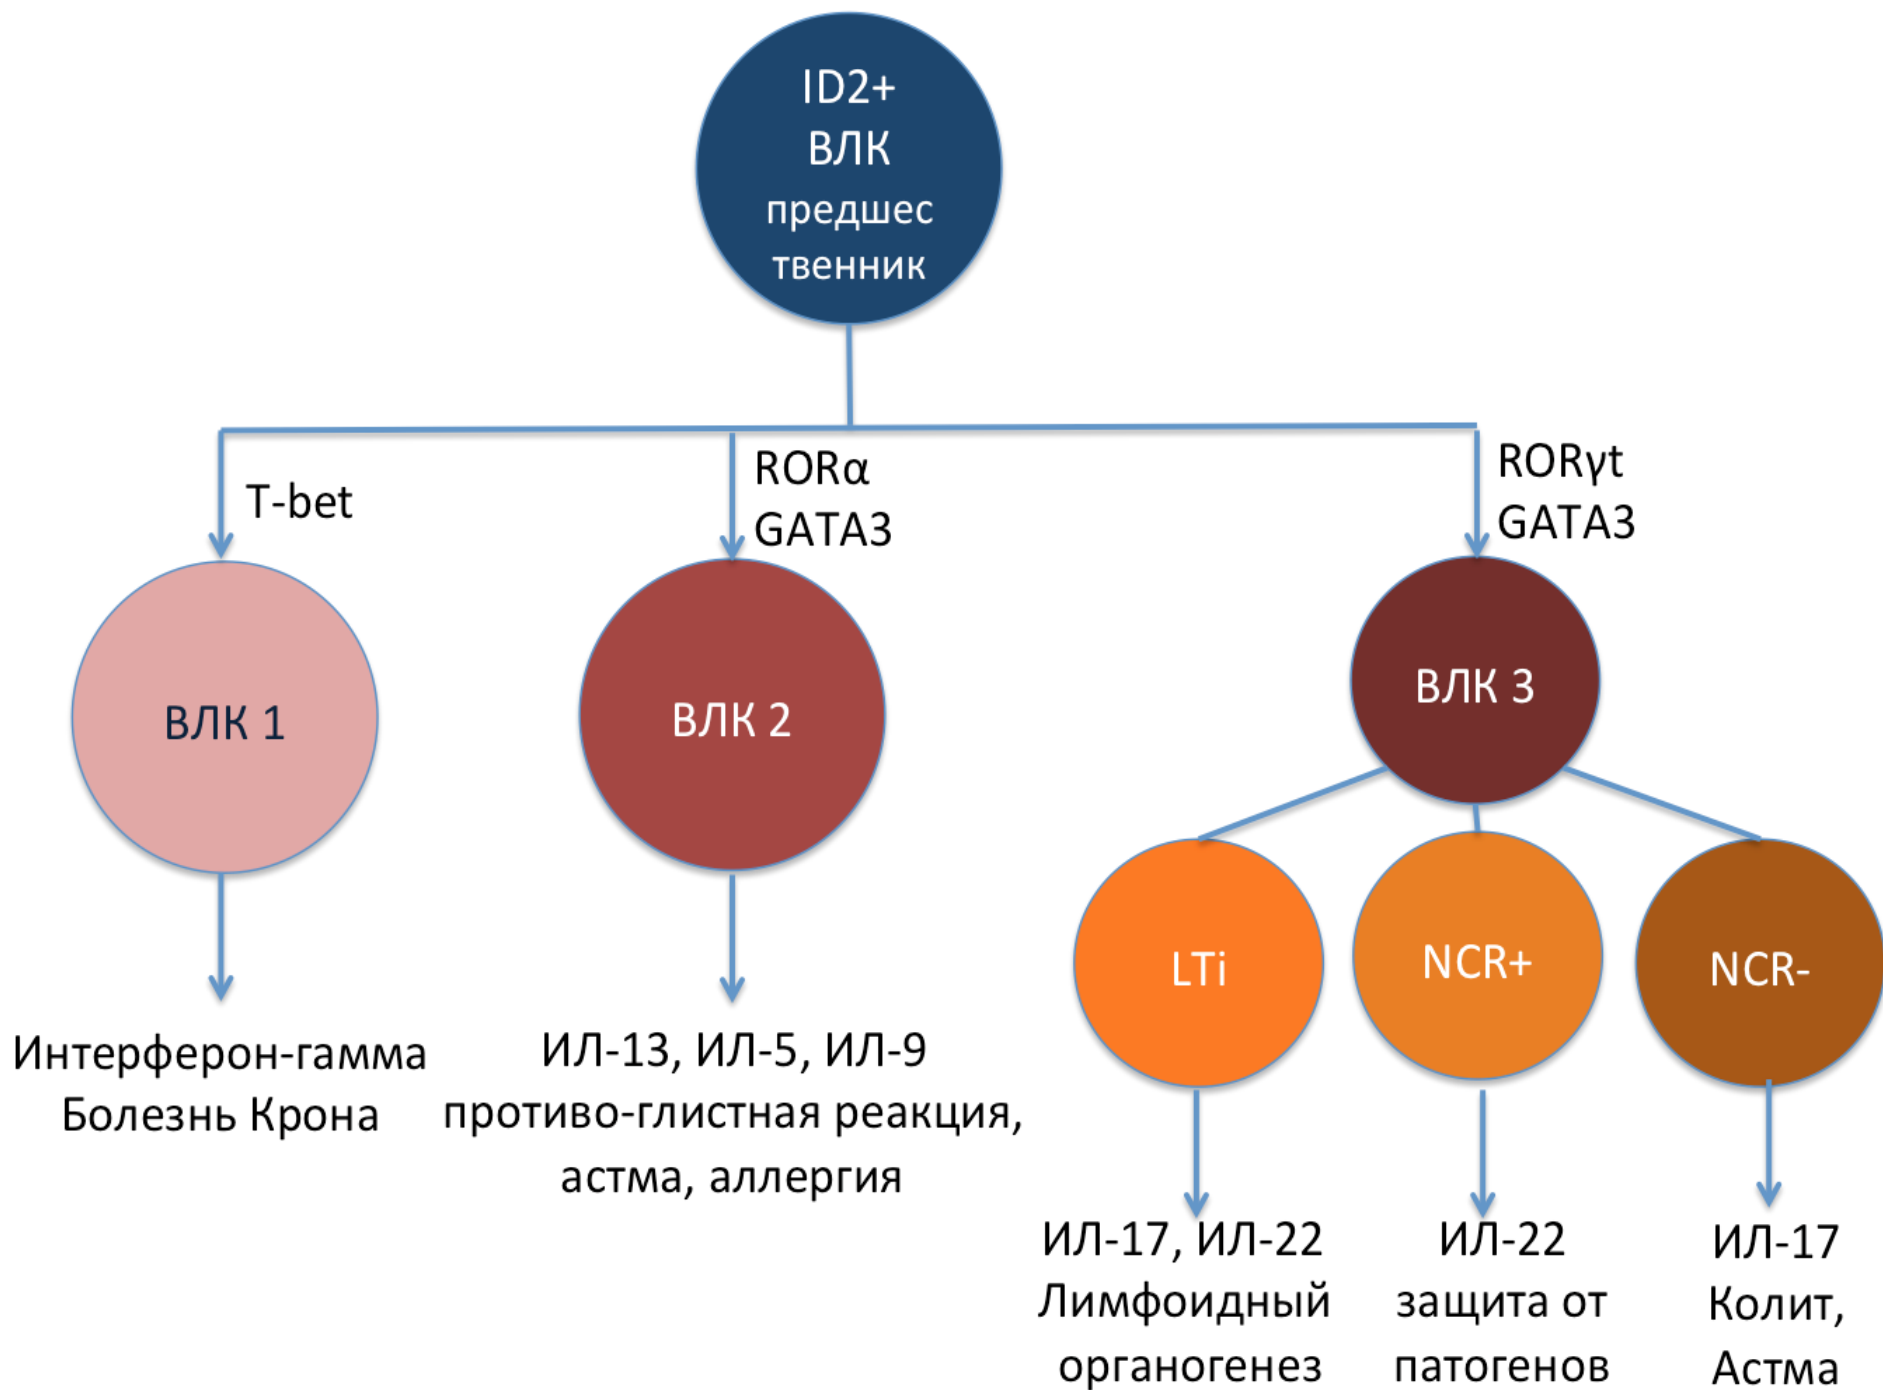 ID2+
ВЛК
предшес
твенник
T-bet
RORα
GATA3
RORγt
GATA3
ВЛК 1
ВЛК 2
ВЛК 3
LTi
NCR+
NCR-
Интерферон-гамма
Болезнь Крона
ИЛ-13, ИЛ-5, ИЛ-9
противо-глистная реакция,
астма, аллергия
ИЛ-17, ИЛ-22
Лимфоидный
органогенез
ИЛ-22
защита от
патогенов
ИЛ-17
Колит,
Астма